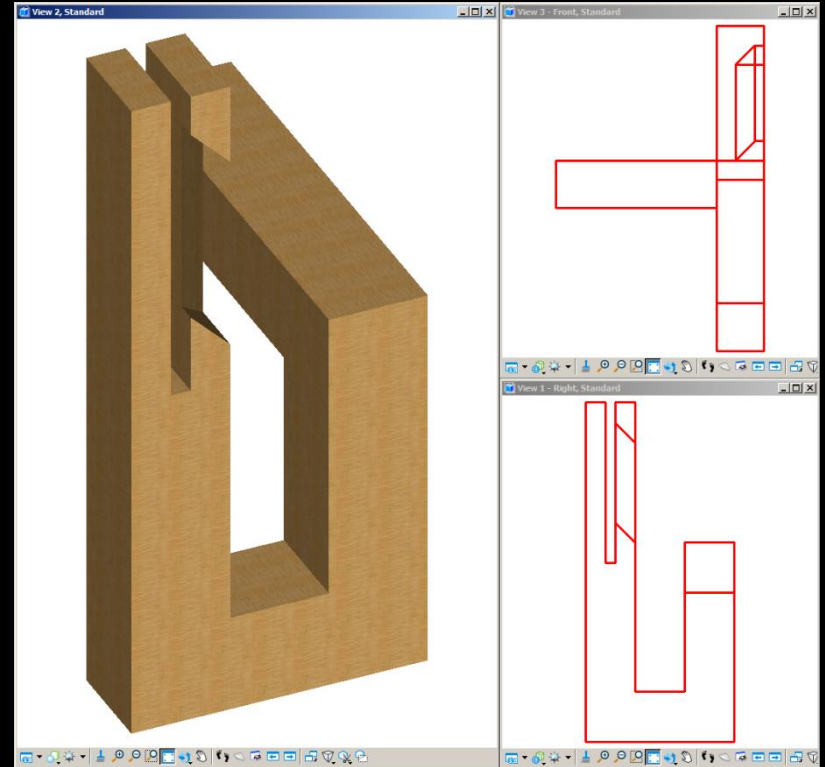 View 2, Standard
View 3 - Front, Standard
View 1 - Right, Standard